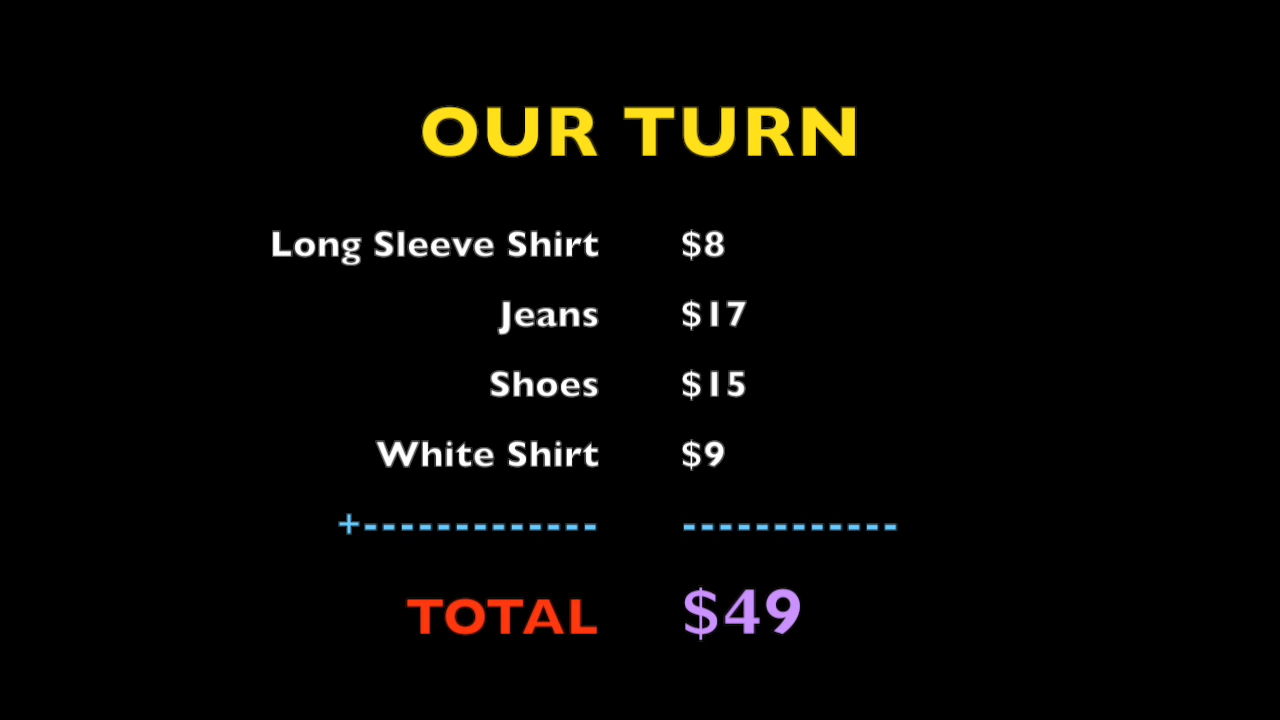 OUR TURN
Long Sleeve Shirt $8
Jeans $17
Shoes $15
White Shirt $9
+------------- ------------
TOTAL $49